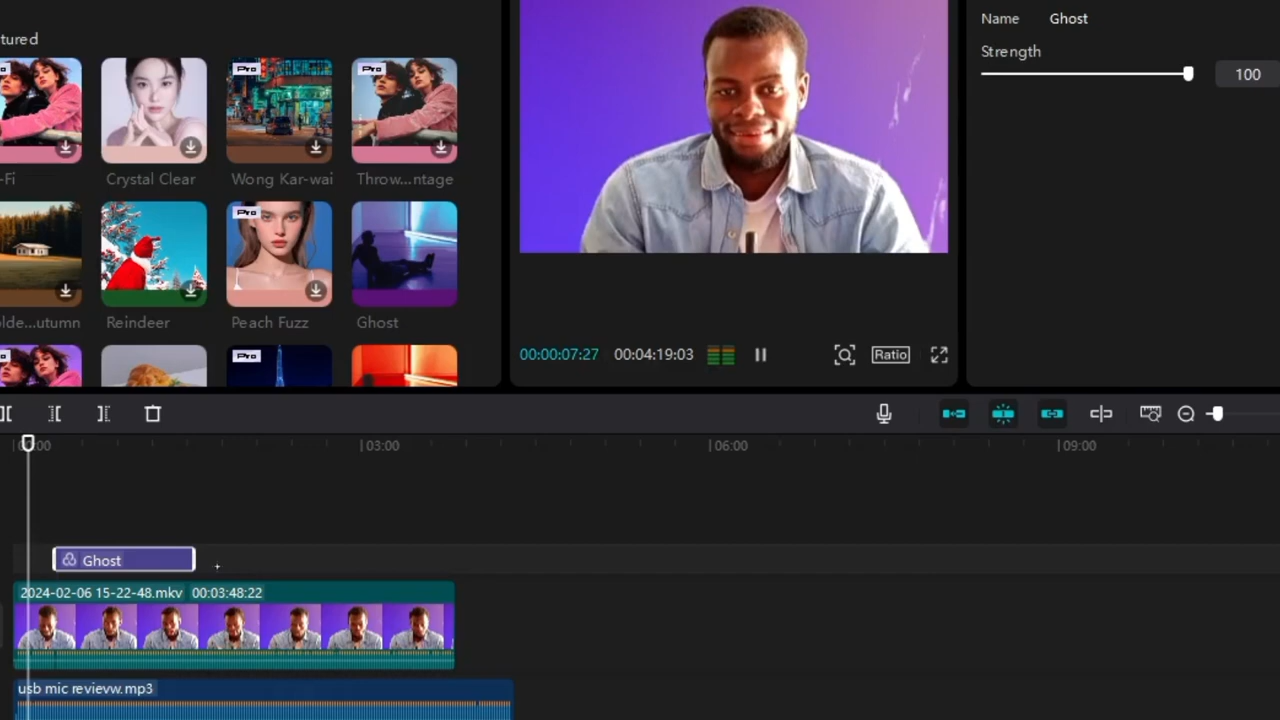 tured
Name Ghost
Strength
100
Pro
Pro
-Fi
Crystal Clear
Wong Kar-wai
Throw...ntage
Pro
olde...utumn
Reindeer
Peach Fuzz
Ghost
Pro
00:00:07:27 00:04:19:03
Ratio
03:00
06:00
09:00
Ghost
2024-02-06 15-22-48.mkv 00:03:48:22
usb mic revievw.mp3